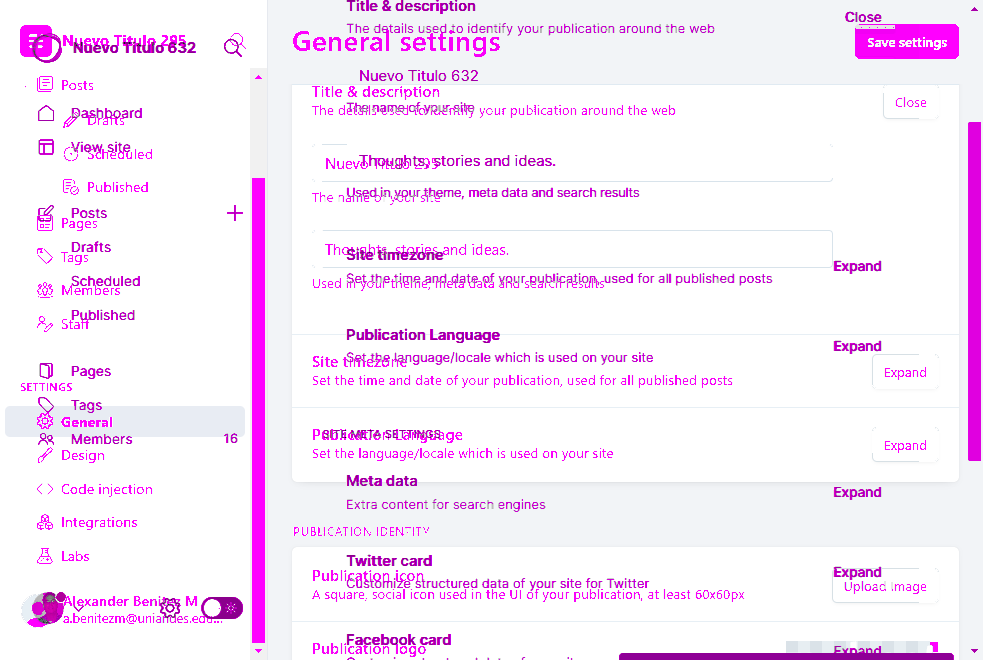 Title & description
Close
The details used to identify your publication around the web
Nuevo Titulo 295
Nuevo Titulo 632
General settings
Save settings
Nuevo Titulo 632
Posts
Title & description
Close
The name of your site
The details used to identify your publication around the web
Dashboard
Drafts
View site
Scheduled
Thoughts, stories and ideas.
Nuevo Titulo 295
Published
Used in your theme, meta data and search results
The name of your site
Posts
Pages
Drafts
Tags
Thoughts, stories and ideas.
Site timezone
Expand
Scheduled
Members
Set the time and date of your publication, used for all published posts
Used in your theme, meta data and search results
Published
Staff
Publication Language
Expand
Set the language/locale which is used on your site
Site timezone
Pages
Expand
Set the time and date of your publication, used for all published posts
SETTINGS
Tags
General
SITE META SETTINGS
Publication Language
Members
16
Expand
Design
Set the language/locale which is used on your site
Meta data
Code injection
Expand
Extra content for search engines
Integrations
PUBLICATION IDENTITY
Labs
Twitter card
Expand
Publication icon
Customize structured data of your site for Twitter
Upload image
A square, social icon used in the UI of your publication, at least 60x60px
Alexander Benitez M
a.benitezm@uniandes.edu...
Facebook card
Publication logo
Expand